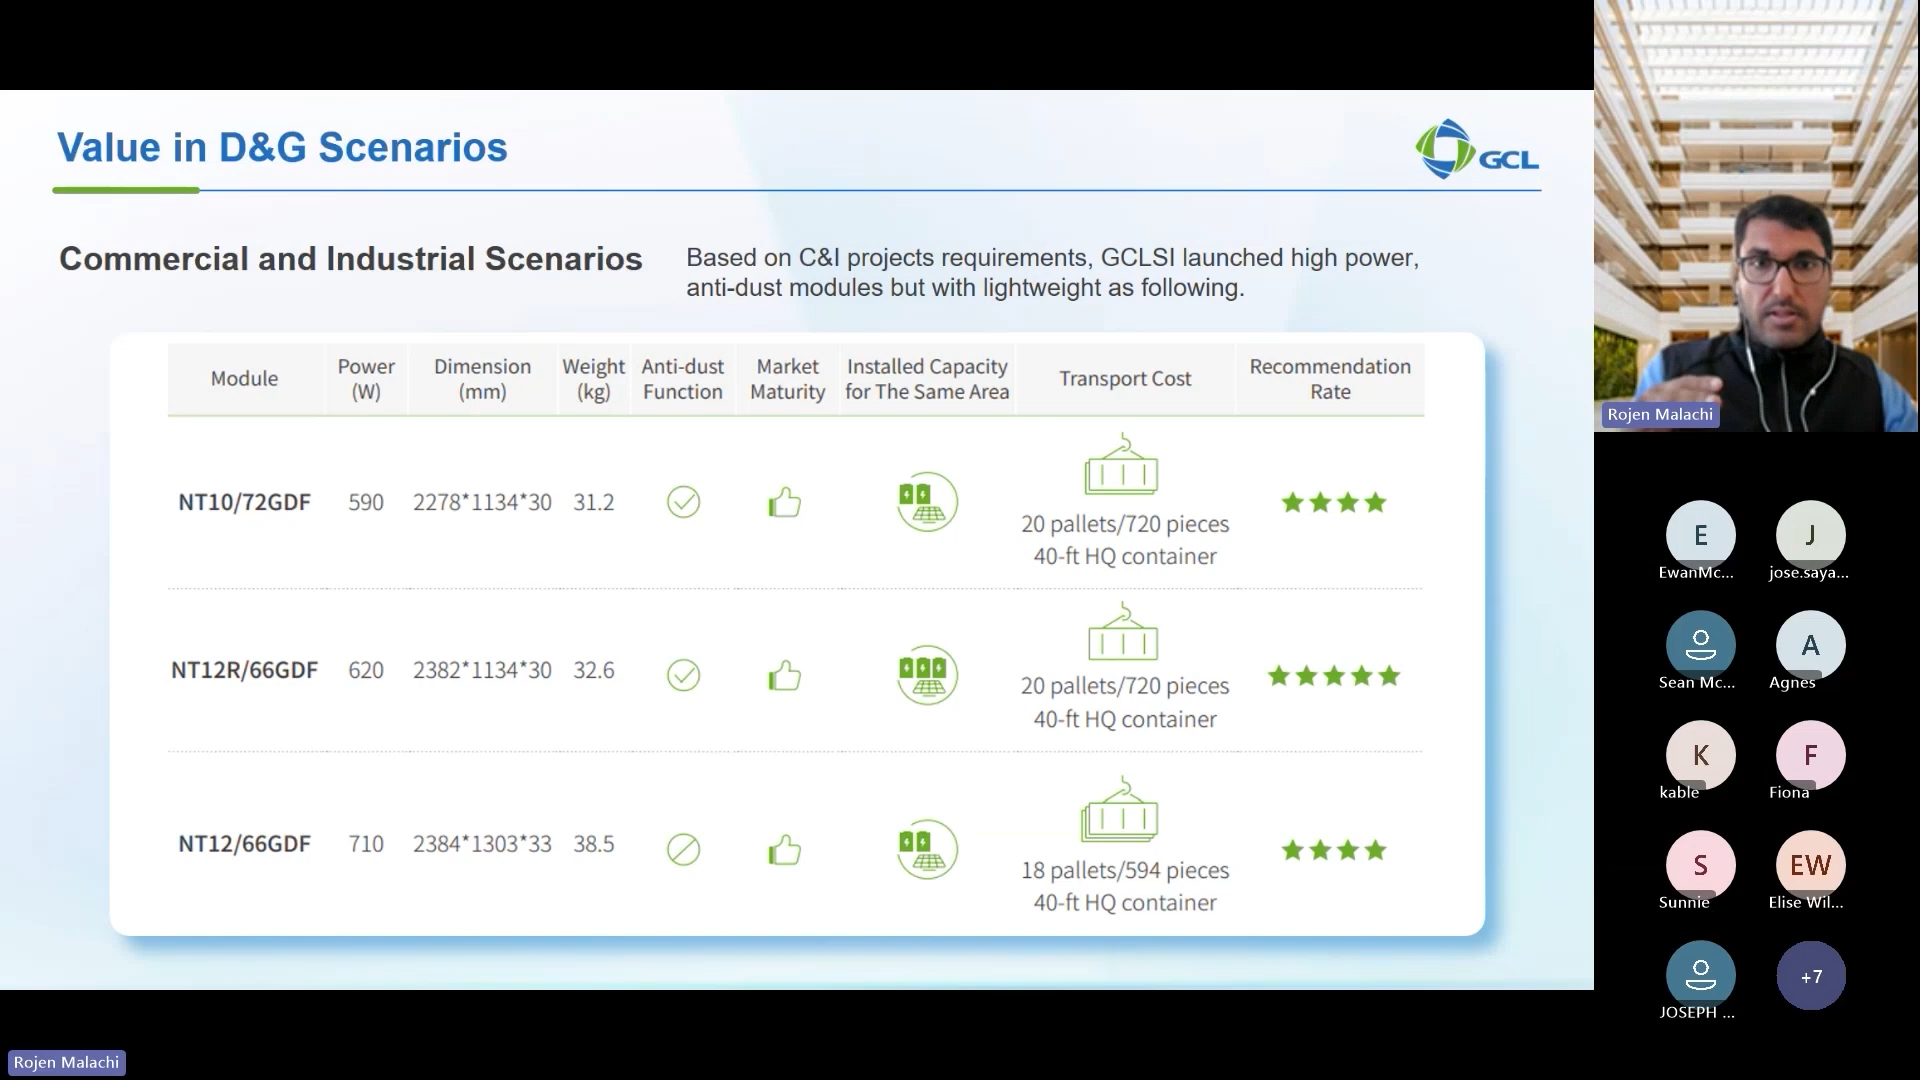 Value in D&G Scenarios
GCL
Commercial and Industrial Scenarios
Based on C&I projects requirements, GCLSI launched high power,
anti-dust modules but with lightweight as following.
Module
Power
(W)
Dimension
(mm)
Weight
(kg)
Anti-dust
Function
Market
Maturity
Installed Capacity
for The Same Area
Transport Cost
Recommendation
Rate
NT10/72GDF 590 2278*1134*30 31.2
20 pallets/720 pieces
40-ft HQ container
NT12R/66GDF 620 2382*1134*30 32.6
20 pallets/720 pieces
40-ft HQ container
NT12/66GDF 710 2384*1303*33 38.5
18 pallets/594 pieces
40-ft HQ container
Rojen Malachi
E
EwanMc...
J
jose.saya...
Sean Mc...
A
Agnes
K
kable
F
Fiona
S
Sunnie
EW
Elise Wil...
JOSEPH ...
+7
Rojen Malachi